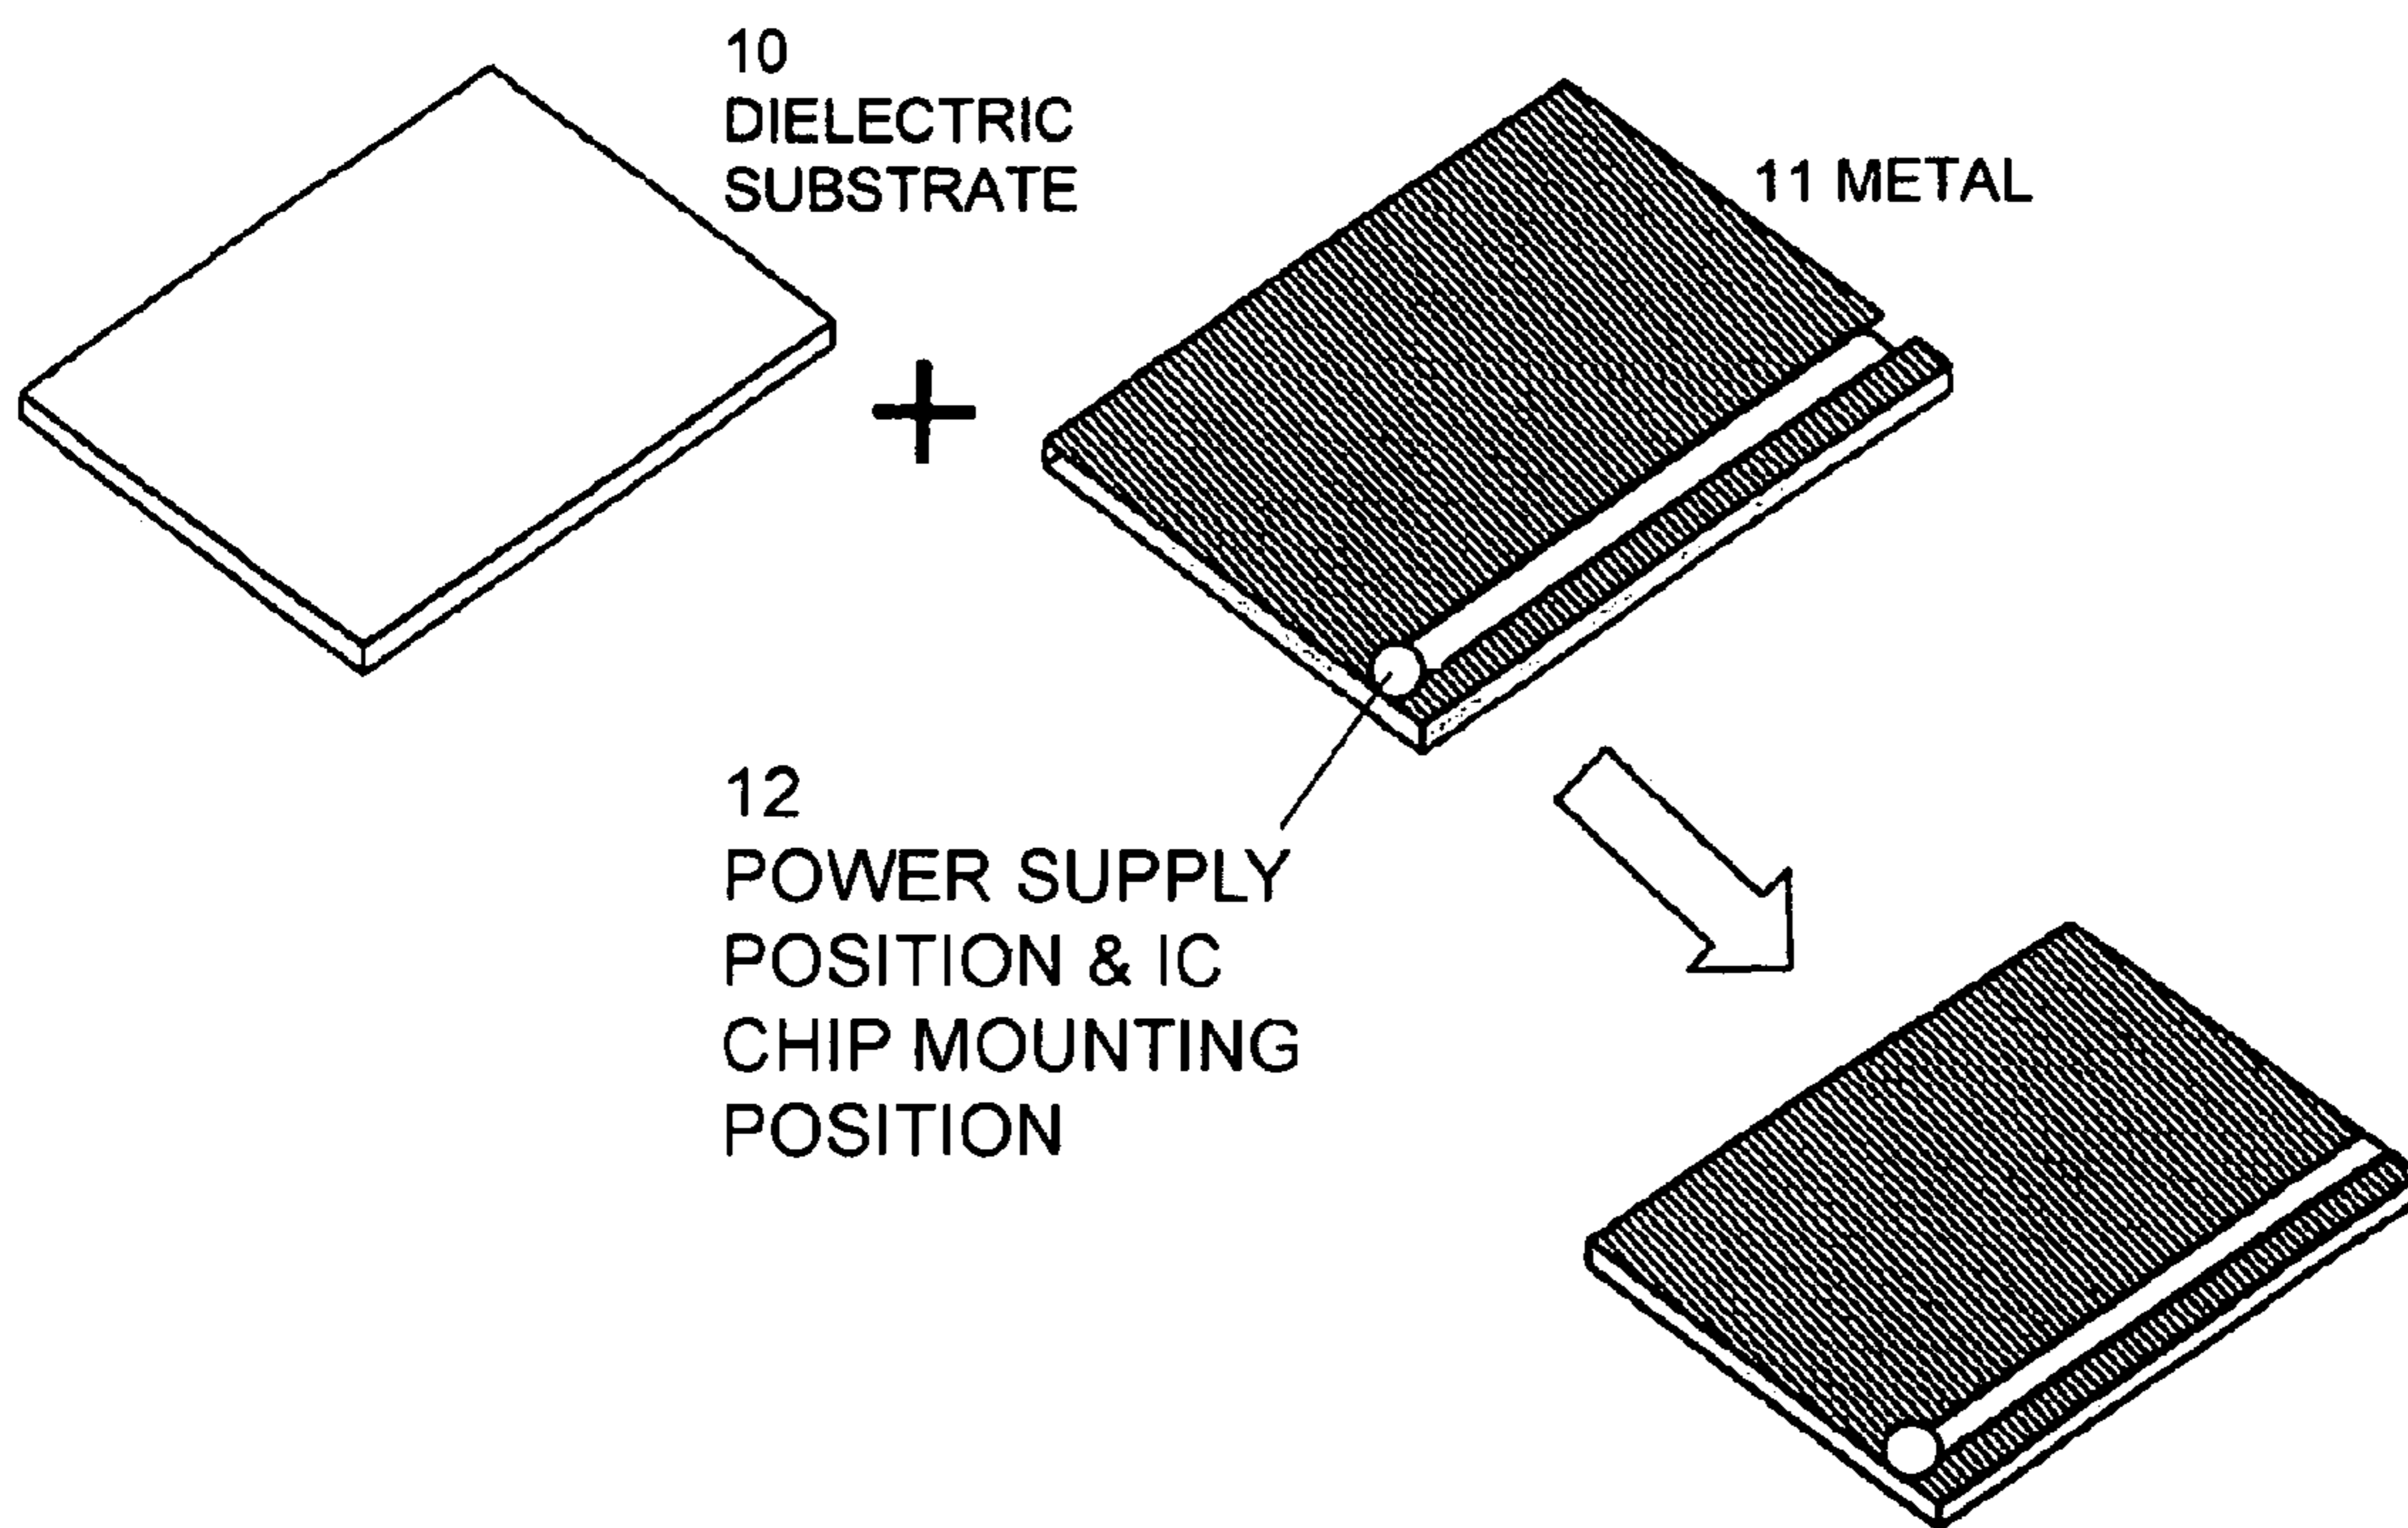 10
DIELECTRIC
SUBSTRATE
11 METAL
12
POWER SUPPLY
POSITION & IC
CHIP MOUNTING
POSITION